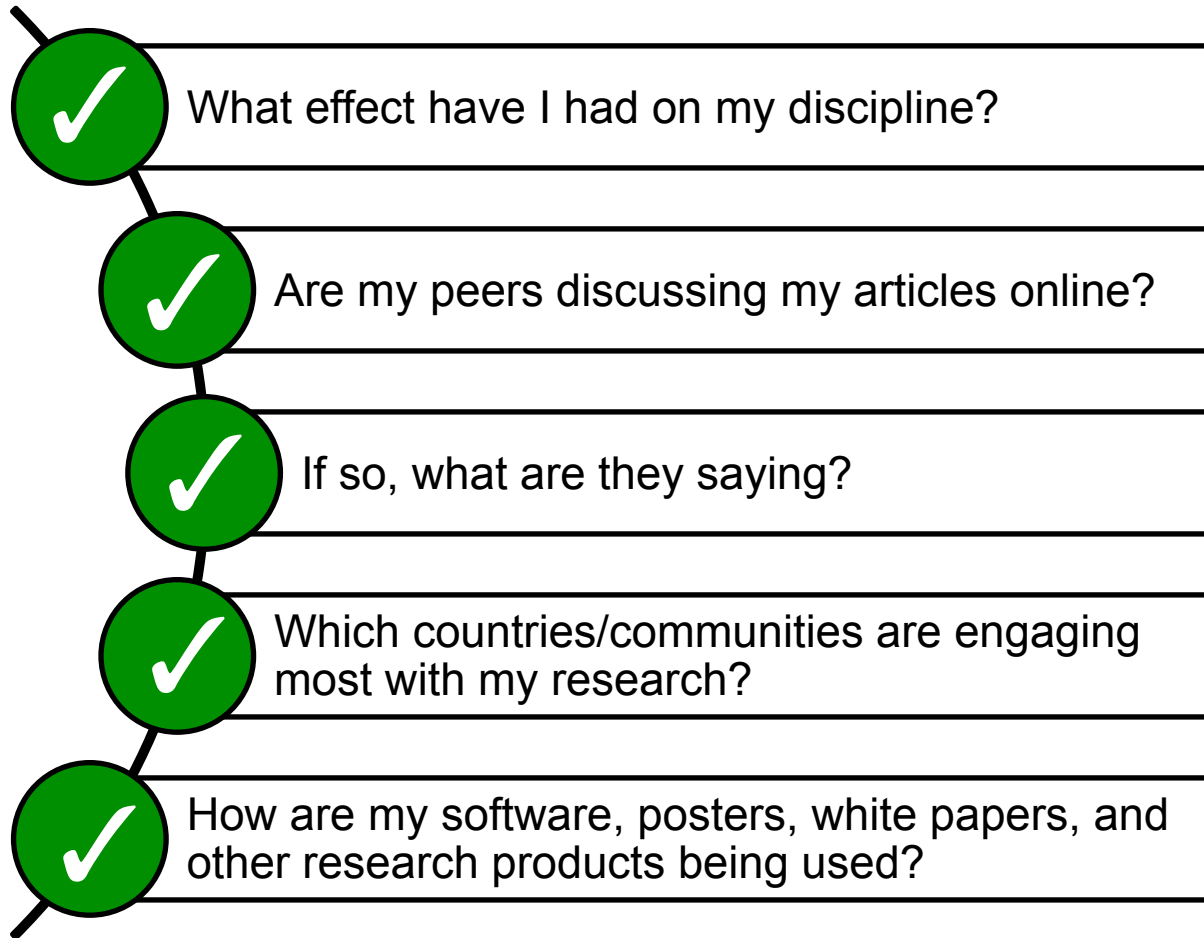 What effect have I had on my discipline?
Are my peers discussing my articles online?
If so, what are they saying?
Which countries/communities are engaging
most with my research?
How are my software, posters, white papers, and
other research products being used?